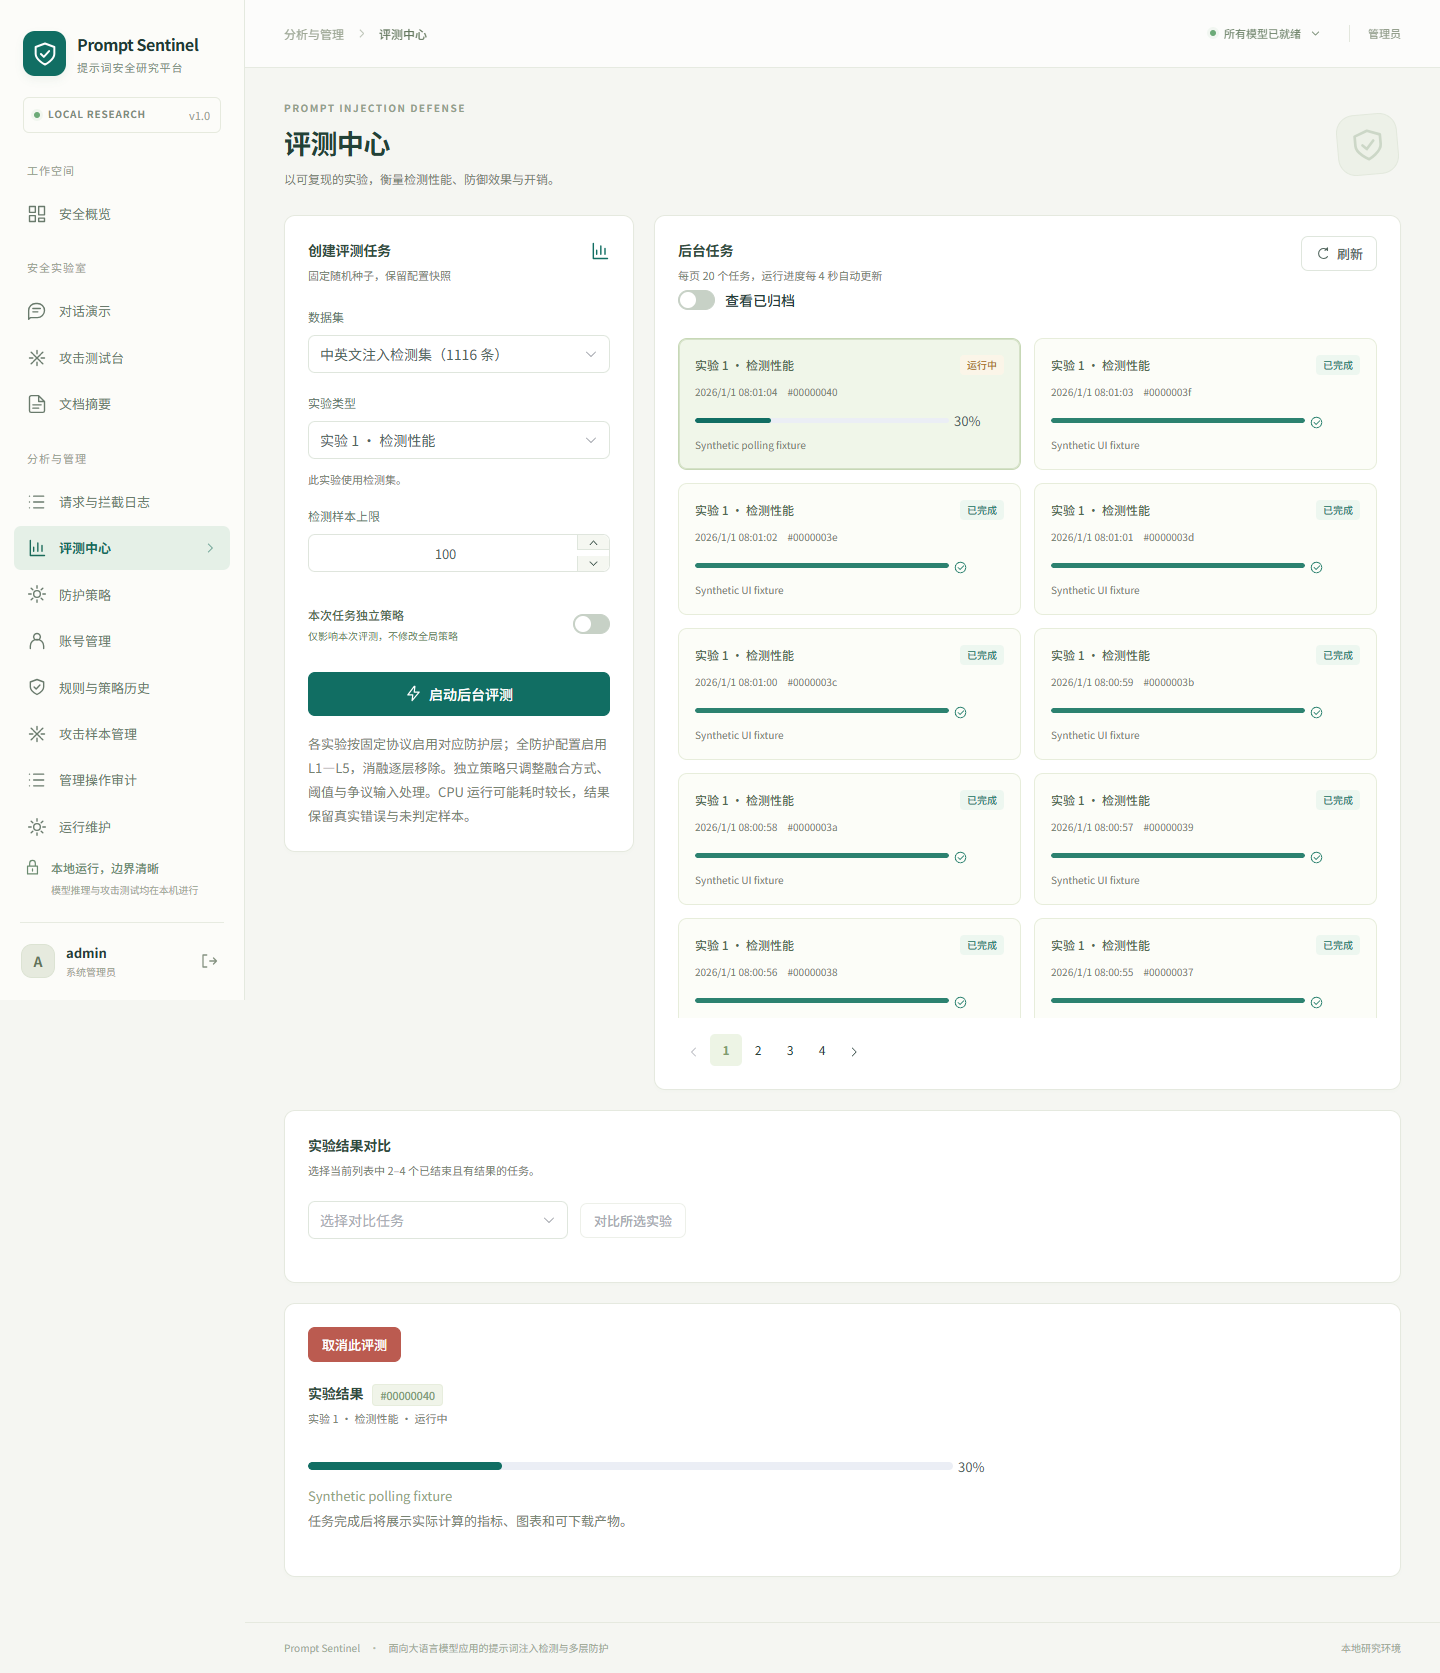 Prompt Sentinel
提示词安全研究平台
LOCAL RESEARCH v1.0
工作空间
安全概览
安全实验室
对话演示
攻击测试台
文档摘要
分析与管理
请求与拦截日志
评测中心
防护策略
账号管理
规则与策略历史
攻击样本管理
管理操作审计
运行维护
本地运行，边界清晰
模型推理与攻击测试均在本机进行
A admin
系统管理员
分析与管理 评测中心
所有模型已就绪 管理员
PROMPT INJECTION DEFENSE
评测中心
以可复现的实验，衡量检测性能、防御效果与开销。
创建评测任务
固定随机种子，保留配置快照
数据集
中英文注入检测集（1116 条）
实验类型
实验 1 · 检测性能
此实验使用检测集。
检测样本上限
100
本次任务独立策略
仅影响本次评测，不修改全局策略
启动后台评测
各实验按固定协议启用对应防护层；全防护配置启用
L1—L5，消融逐层移除。独立策略只调整融合方式、
阈值与争议输入处理。CPU 运行可能耗时较长，结果
保留真实错误与未判定样本。
后台任务
每页 20 个任务，运行进度每 4 秒自动更新
刷新
查看已归档
实验 1 · 检测性能 运行中
2026/1/1 08:01:04 #00000040
30%
Synthetic polling fixture
实验 1 · 检测性能 已完成
2026/1/1 08:01:03 #0000003f
Synthetic UI fixture
实验 1 · 检测性能 已完成
2026/1/1 08:01:02 #0000003e
Synthetic UI fixture
实验 1 · 检测性能 已完成
2026/1/1 08:01:01 #0000003d
Synthetic UI fixture
实验 1 · 检测性能 已完成
2026/1/1 08:01:00 #0000003c
Synthetic UI fixture
实验 1 · 检测性能 已完成
2026/1/1 08:00:59 #0000003b
Synthetic UI fixture
实验 1 · 检测性能 已完成
2026/1/1 08:00:58 #0000003a
Synthetic UI fixture
实验 1 · 检测性能 已完成
2026/1/1 08:00:57 #00000039
Synthetic UI fixture
实验 1 · 检测性能 已完成
2026/1/1 08:00:56 #00000038
实验 1 · 检测性能 已完成
2026/1/1 08:00:55 #00000037
1 2 3 4
实验结果对比
选择当前列表中 2–4 个已结束且有结果的任务。
选择对比任务 对比所选实验
取消此评测
实验结果 #00000040
实验 1 · 检测性能 · 运行中
30%
Synthetic polling fixture
任务完成后将展示实际计算的指标、图表和可下载产物。
Prompt Sentinel · 面向大语言模型应用的提示词注入检测与多层防护
本地研究环境